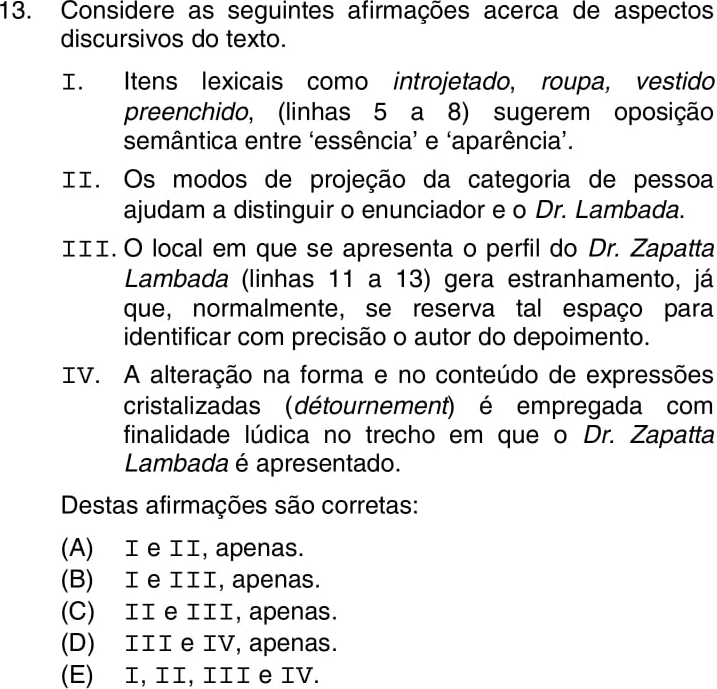 13. Considere as seguintes afirmações acerca de aspectos
discursivos do texto.
I. Itens lexicais como introjetado, roupa, vestido
preenchido, (linhas 5 a 8) sugerem oposição
semântica entre ‘essência’ e ‘aparência’.
II. Os modos de projeção da categoria de pessoa
ajudam a distinguir o enunciador e o Dr. Lambada.
III. O local em que se apresenta o perfil do Dr. Zapatta
Lambada (linhas 11 a 13) gera estranhamento, já
que, normalmente, se reserva tal espaço para
identificar com precisão o autor do depoimento.
IV. A alteração na forma e no conteúdo de expressões
cristalizadas (détournement) é empregada com
finalidade lúdica no trecho em que o Dr. Zapatta
Lambada é apresentado.
Destas afirmações são corretas:
(A) I e II, apenas.
(B) I e III, apenas.
(C) II e III, apenas.
(D) III e IV, apenas.
(E) I, II, III e IV.